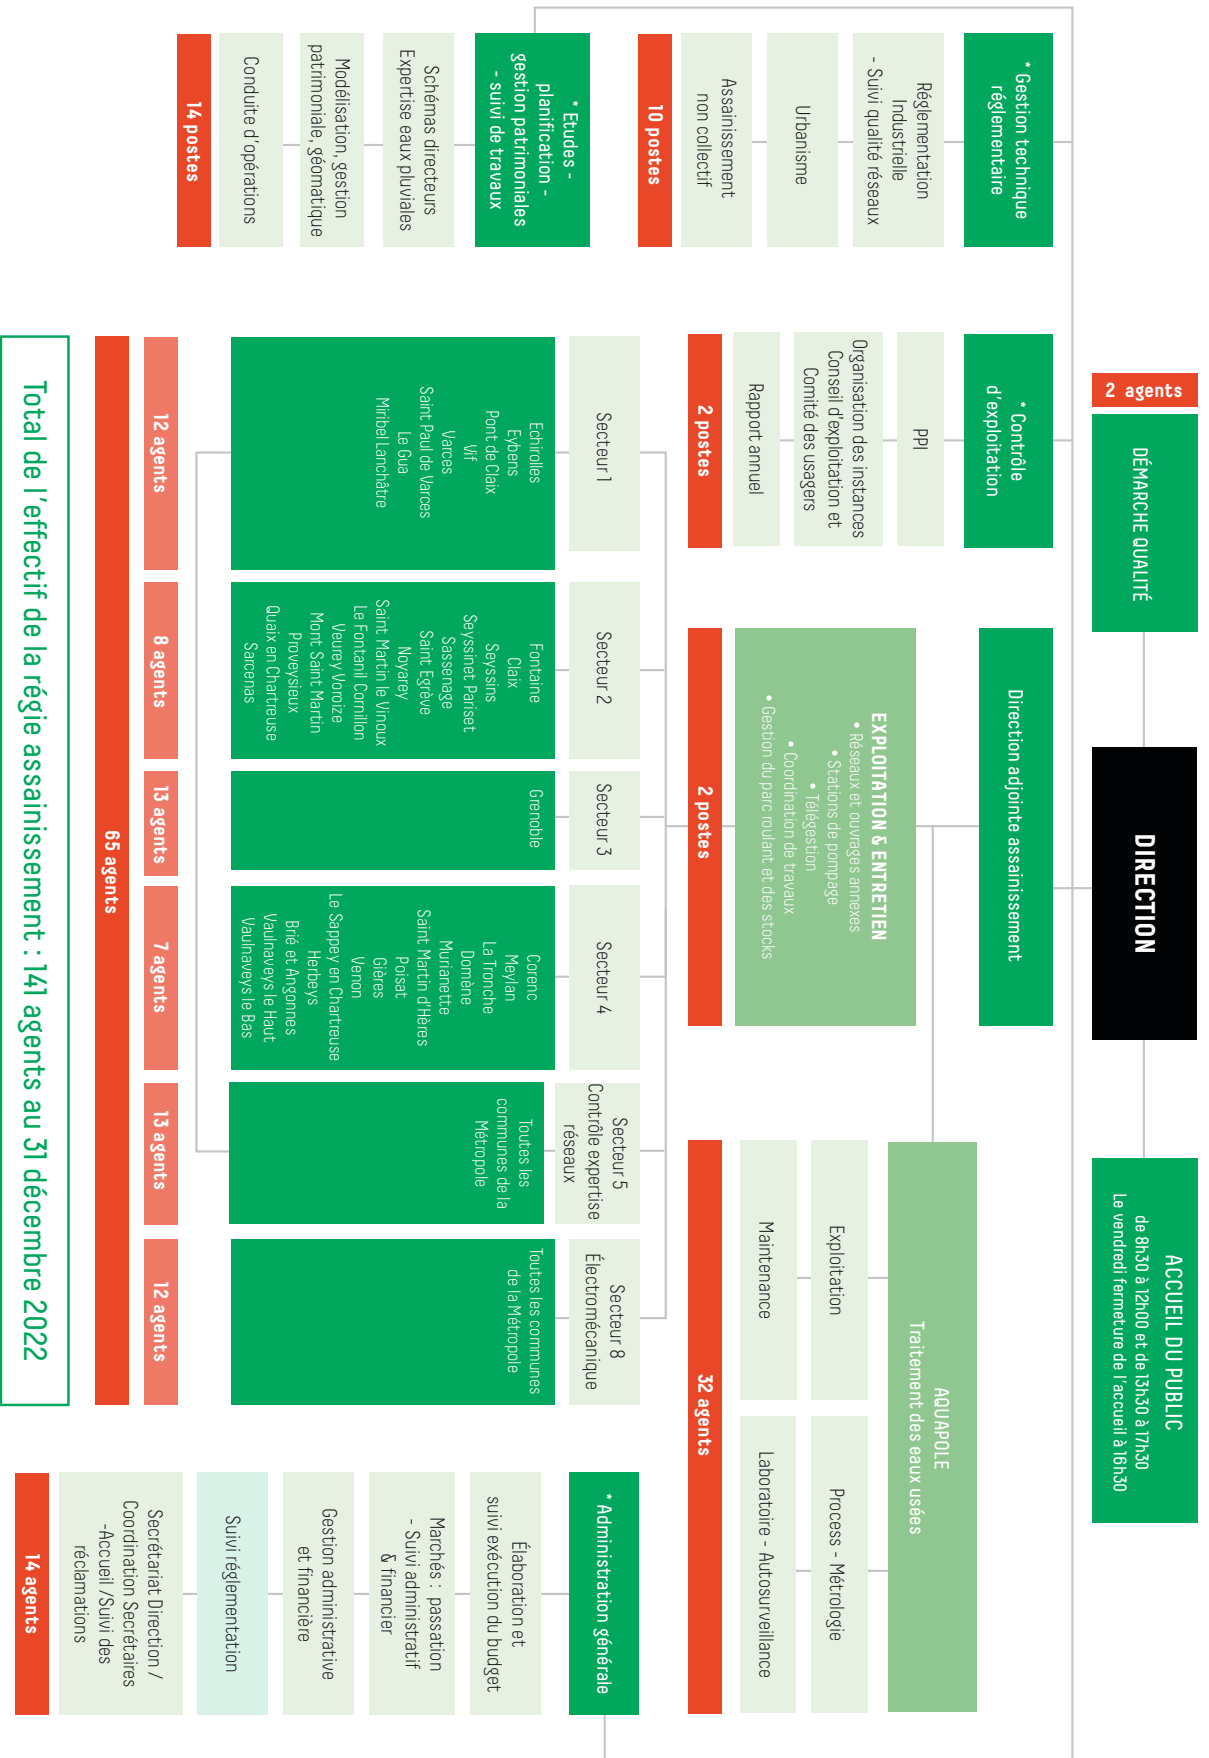 DIRECTION
2 agents
DÉMARCHE QUALITÉ
ACCUEIL DU PUBLIC
de 8h30 à 12h00 et de 13h30 à 17h30
Le vendredi fermeture de l'accueil à 16h30
* Gestion technique
réglementaire
Réglementation
Industrielle
- Suivi qualité réseaux
Urbanisme
Assainissement
non collectif
10 postes
* Etudes -
planification -
gestion patrimoniales
- suivi de travaux
Schémas directeurs
Expertise eaux pluviales
Modélisation, gestion
patrimoniale, géomatique
Conduite d'opérations
14 postes
* Contrôle
d'exploitation
PPI
Organisation des instances
Conseil d'exploitation et
Comité des usagers
Rapport annuel
2 postes
Direction adjointe assainissement
EXPLOITATION & ENTRETIEN
• Réseaux et ouvrages annexes
• Stations de pompage
• Télégestion
• Coordination de travaux
• Gestion du parc roulant et des stocks
2 postes
AQUAPOLE
Traitement des eaux usées
Exploitation
Maintenance
Process - Métrologie
Laboratoire - Autosurveillance
32 agents
Secteur 1
Echirolles
Eybens
Pont de Claix
Vif
Varces
Saint Paul de Varces
Le Gua
Miribel Lanchâtre
12 agents
Secteur 2
Fontaine
Claix
Seyssins
Seyssinet Pariset
Sassenage
Saint Egrève
Noyarey
Saint Martin le Vinoux
Le Fontanil Cornillon
Veurey Voroize
Mont Saint Martin
Proveysieux
Quaix en Chartreuse
Sarcenas
8 agents
Secteur 3
Grenoble
13 agents
Secteur 4
Corenc
Meylan
La Tronche
Domène
Murianette
Saint Martin d'Hères
Poisat
Gières
Venon
Le Sappey en Chartreuse
Herbeys
Brié et Angonnes
Vaulnaveys le Haut
Vaulnaveys le Bas
7 agents
Secteur 5
Contrôle expertise
réseaux
Toutes les
communes de la
Métropole
13 agents
Secteur 8
Électromécanique
Toutes les communes
de la Métropole
12 agents
65 agents
* Administration générale
Élaboration et
suivi exécution du budget
Marchés : passation
- Suivi administratif
& financier
Gestion administrative
et financière
Suivi réglementation
Secrétariat Direction /
Coordination Secrétaires
-Accueil /Suivi des
réclamations
14 agents
Total de l'effectif de la régie assainissement : 141 agents au 31 décembre 2022